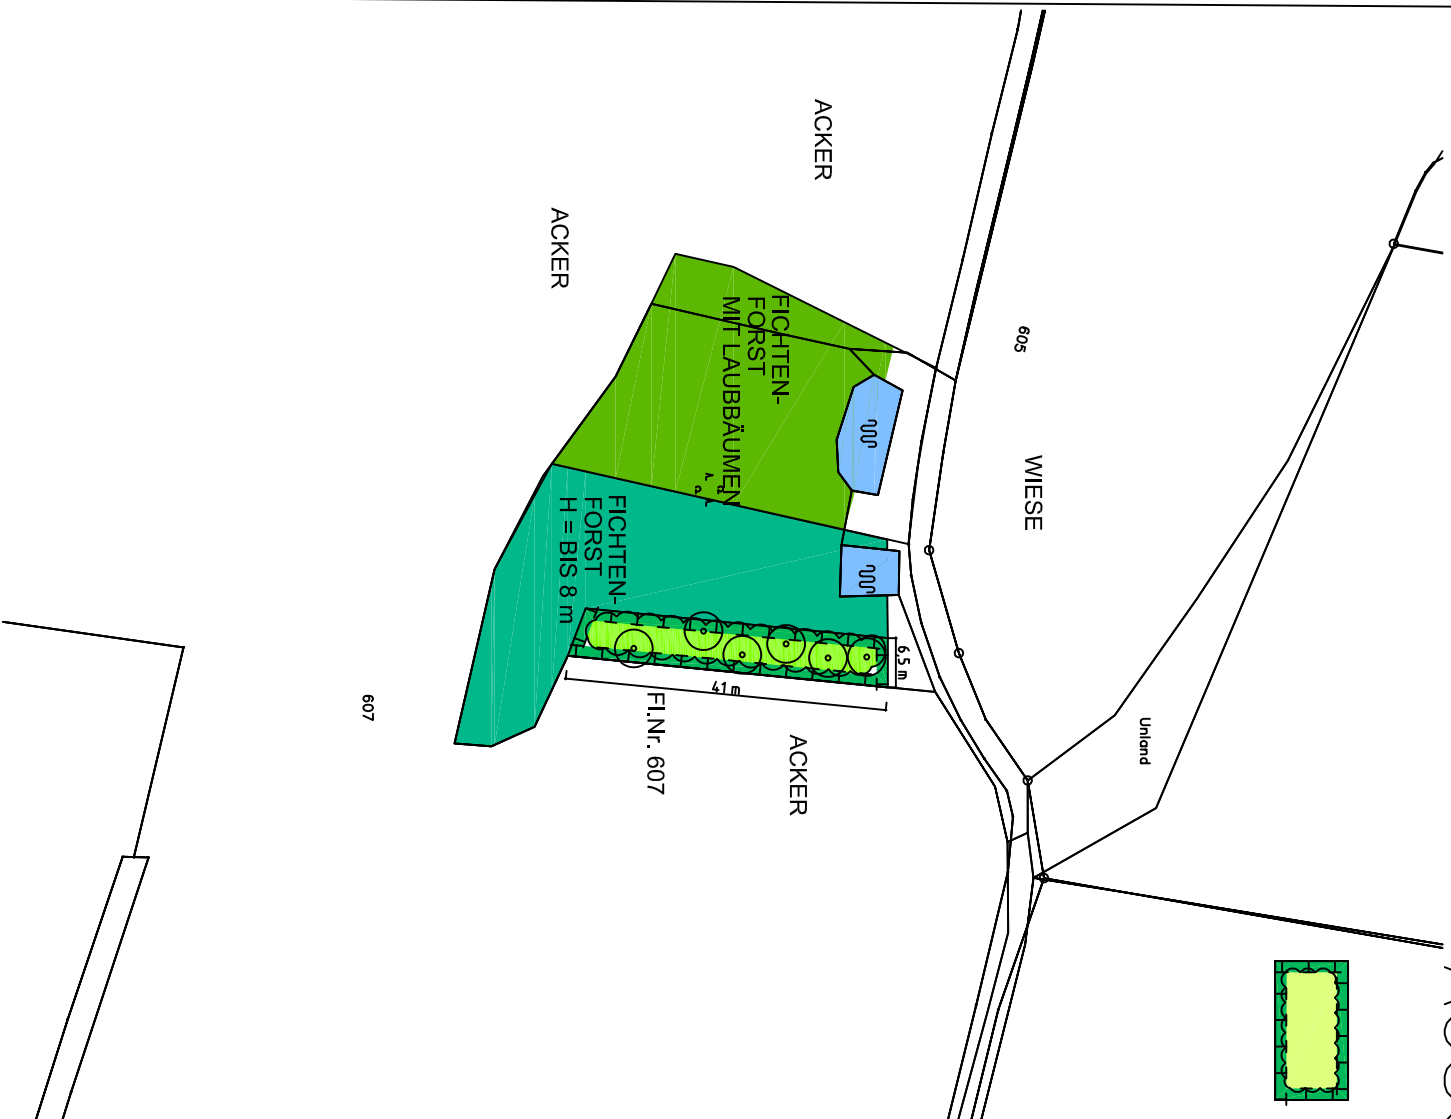 ACKER
ACKER
605
FICHTEN-
FORST
MIT LAUBBÄUMEN
WIESE
FICHTEN-
FORST
H = BIS 8 m
6,5 m
41 m
Fl.Nr. 607
607
ACKER
Unland